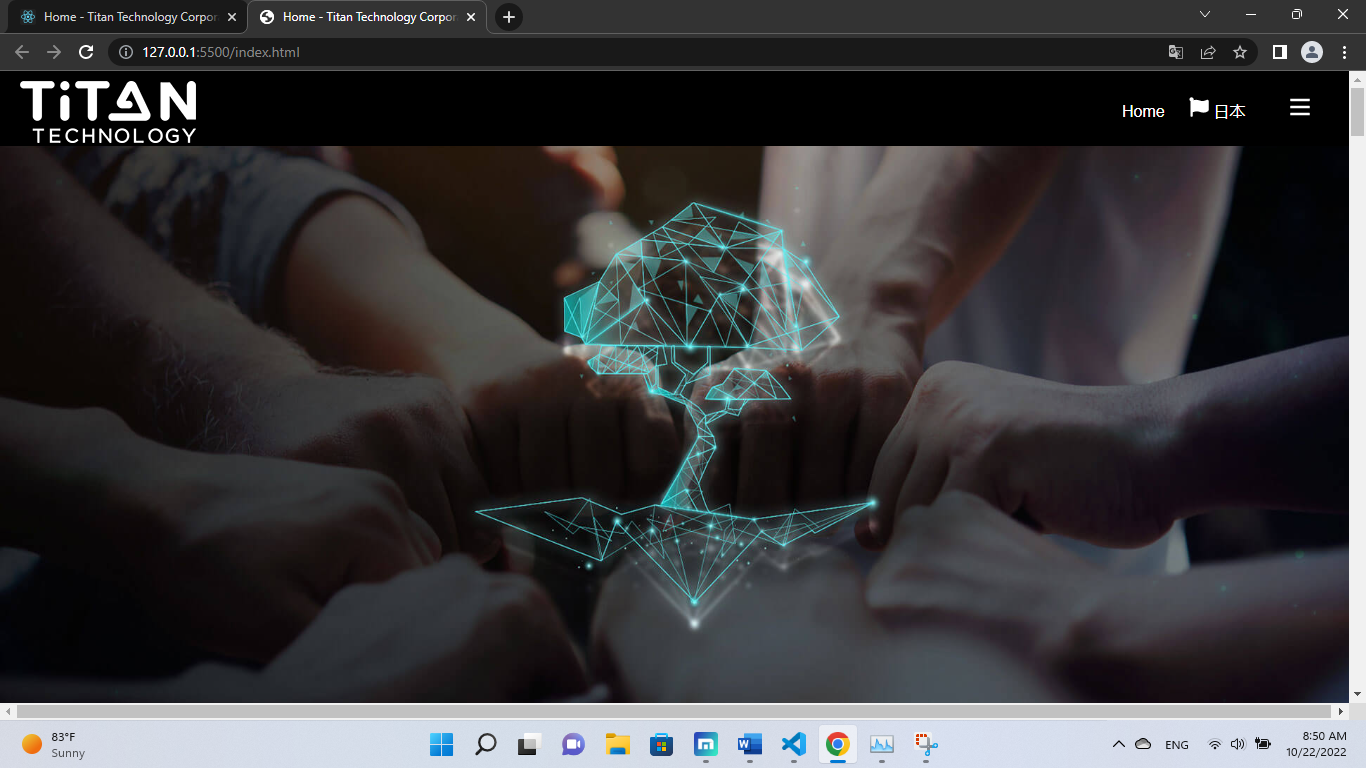 Home - Titan Technology Corpor
Home - Titan Technology Corpor
127.0.0.1:5500/index.html
TiTAN
TECHNOLOGY
Home
日本
83°F
Sunny
ENG
8:50 AM
10/22/2022